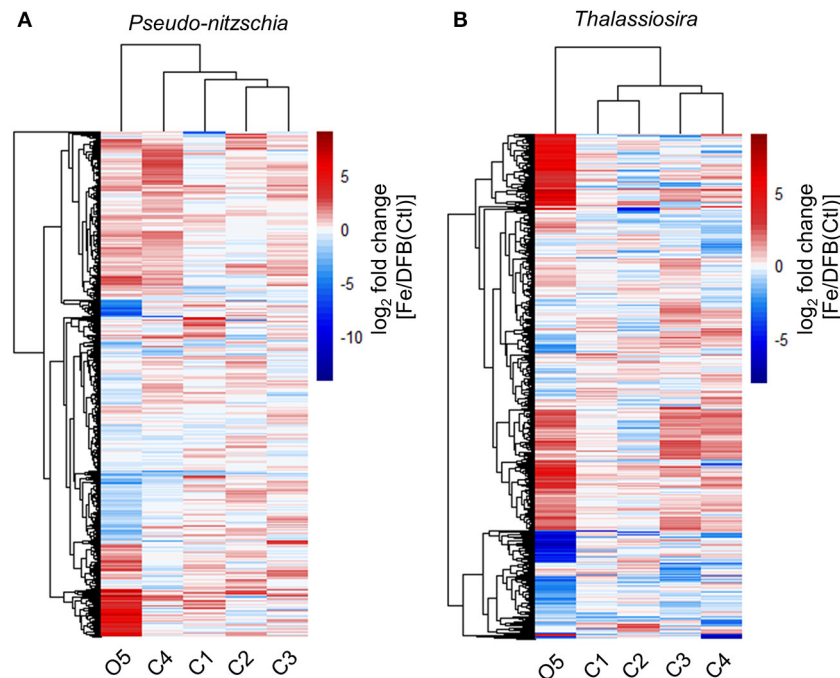 A
Pseudo-nitzschia
5
0
-5
-10
log2 fold change
[Fe/DFB(Ctl)]
O5 C4 C1 C2 C3
B
Thalassiosira
5
0
-5
log2 fold change
[Fe/DFB(Ctl)]
O5 C1 C2 C3 C4